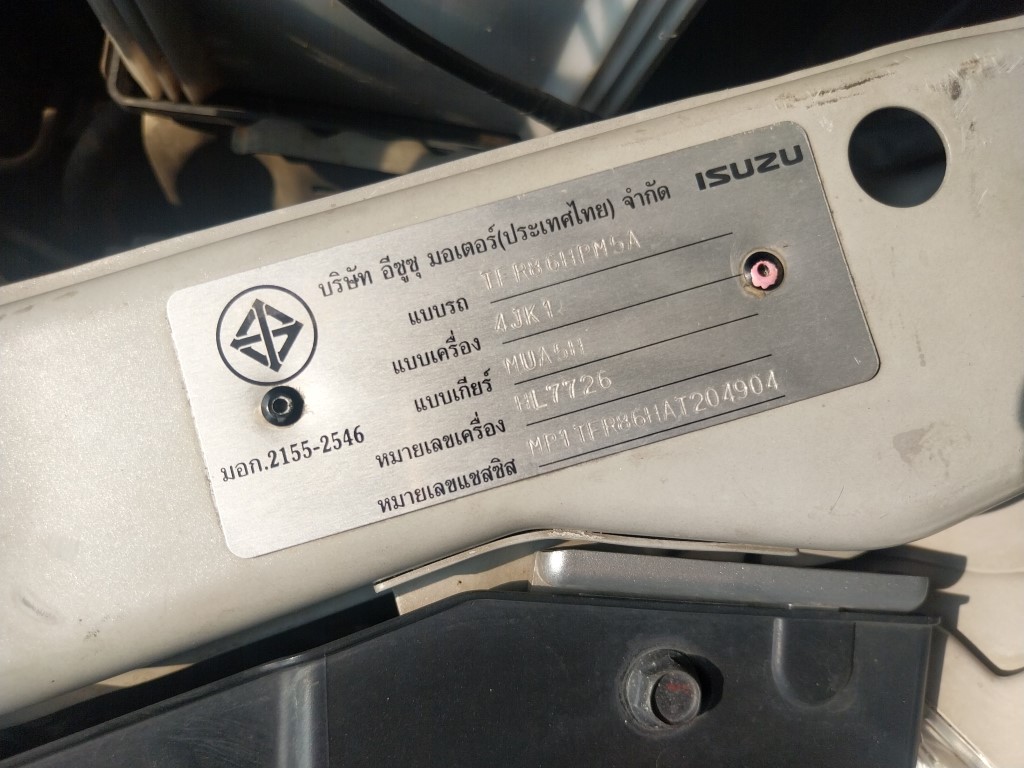 ISUZU
บริษัท อีซูซุ มอเตอร์(ประเทศไทย) จำกัด
แบบรถ TFR86HPM5A
แบบเครื่อง 4JK1
แบบเกียร์ MUA5H
หมายเลขเครื่อง HL7726
หมายเลขแชสซิส MP1TFR86HAT204904
มอก.2155-2546